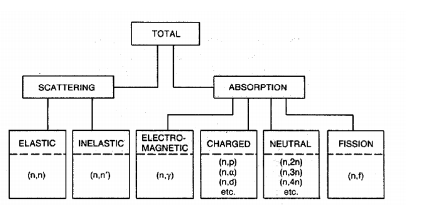 TOTAL
SCATTERING
ABSORPTION
ELASTIC
(n,n)
INELASTIC
(n,n')
ELECTRO-
MAGNETIC
(n,γ)
CHARGED
(n,p)
(n,α)
(n,d)
etc.
NEUTRAL
(n,2n)
(n,3n)
(n,4n)
etc.
FISSION
(n,f)